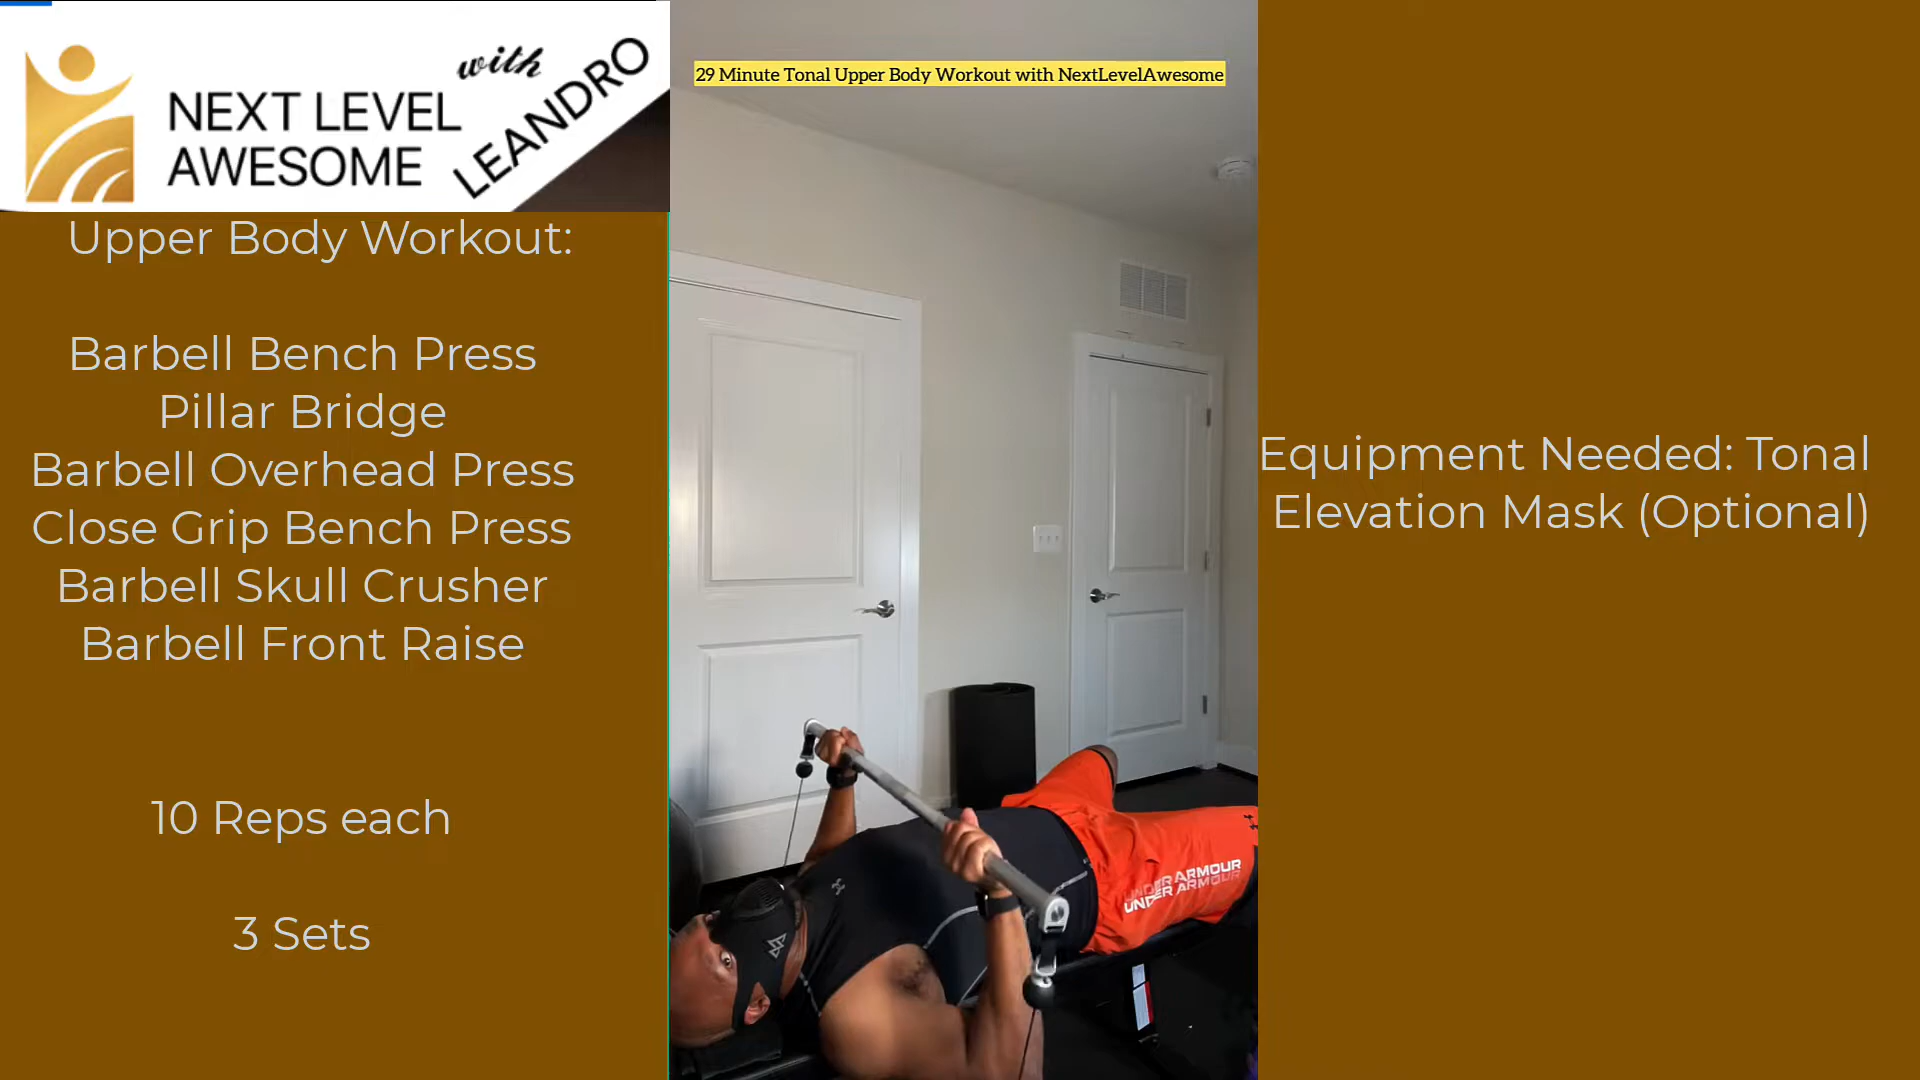 NEXT LEVEL
AWESOME
with
LEANDRO
29 Minute Tonal Upper Body Workout with NextLevelAwesome
Upper Body Workout:
Barbell Bench Press
Pillar Bridge
Barbell Overhead Press
Close Grip Bench Press
Barbell Skull Crusher
Barbell Front Raise
10 Reps each
3 Sets
Equipment Needed: Tonal
Elevation Mask (Optional)
UNDER ARMOUR
UNDER ARMOUR